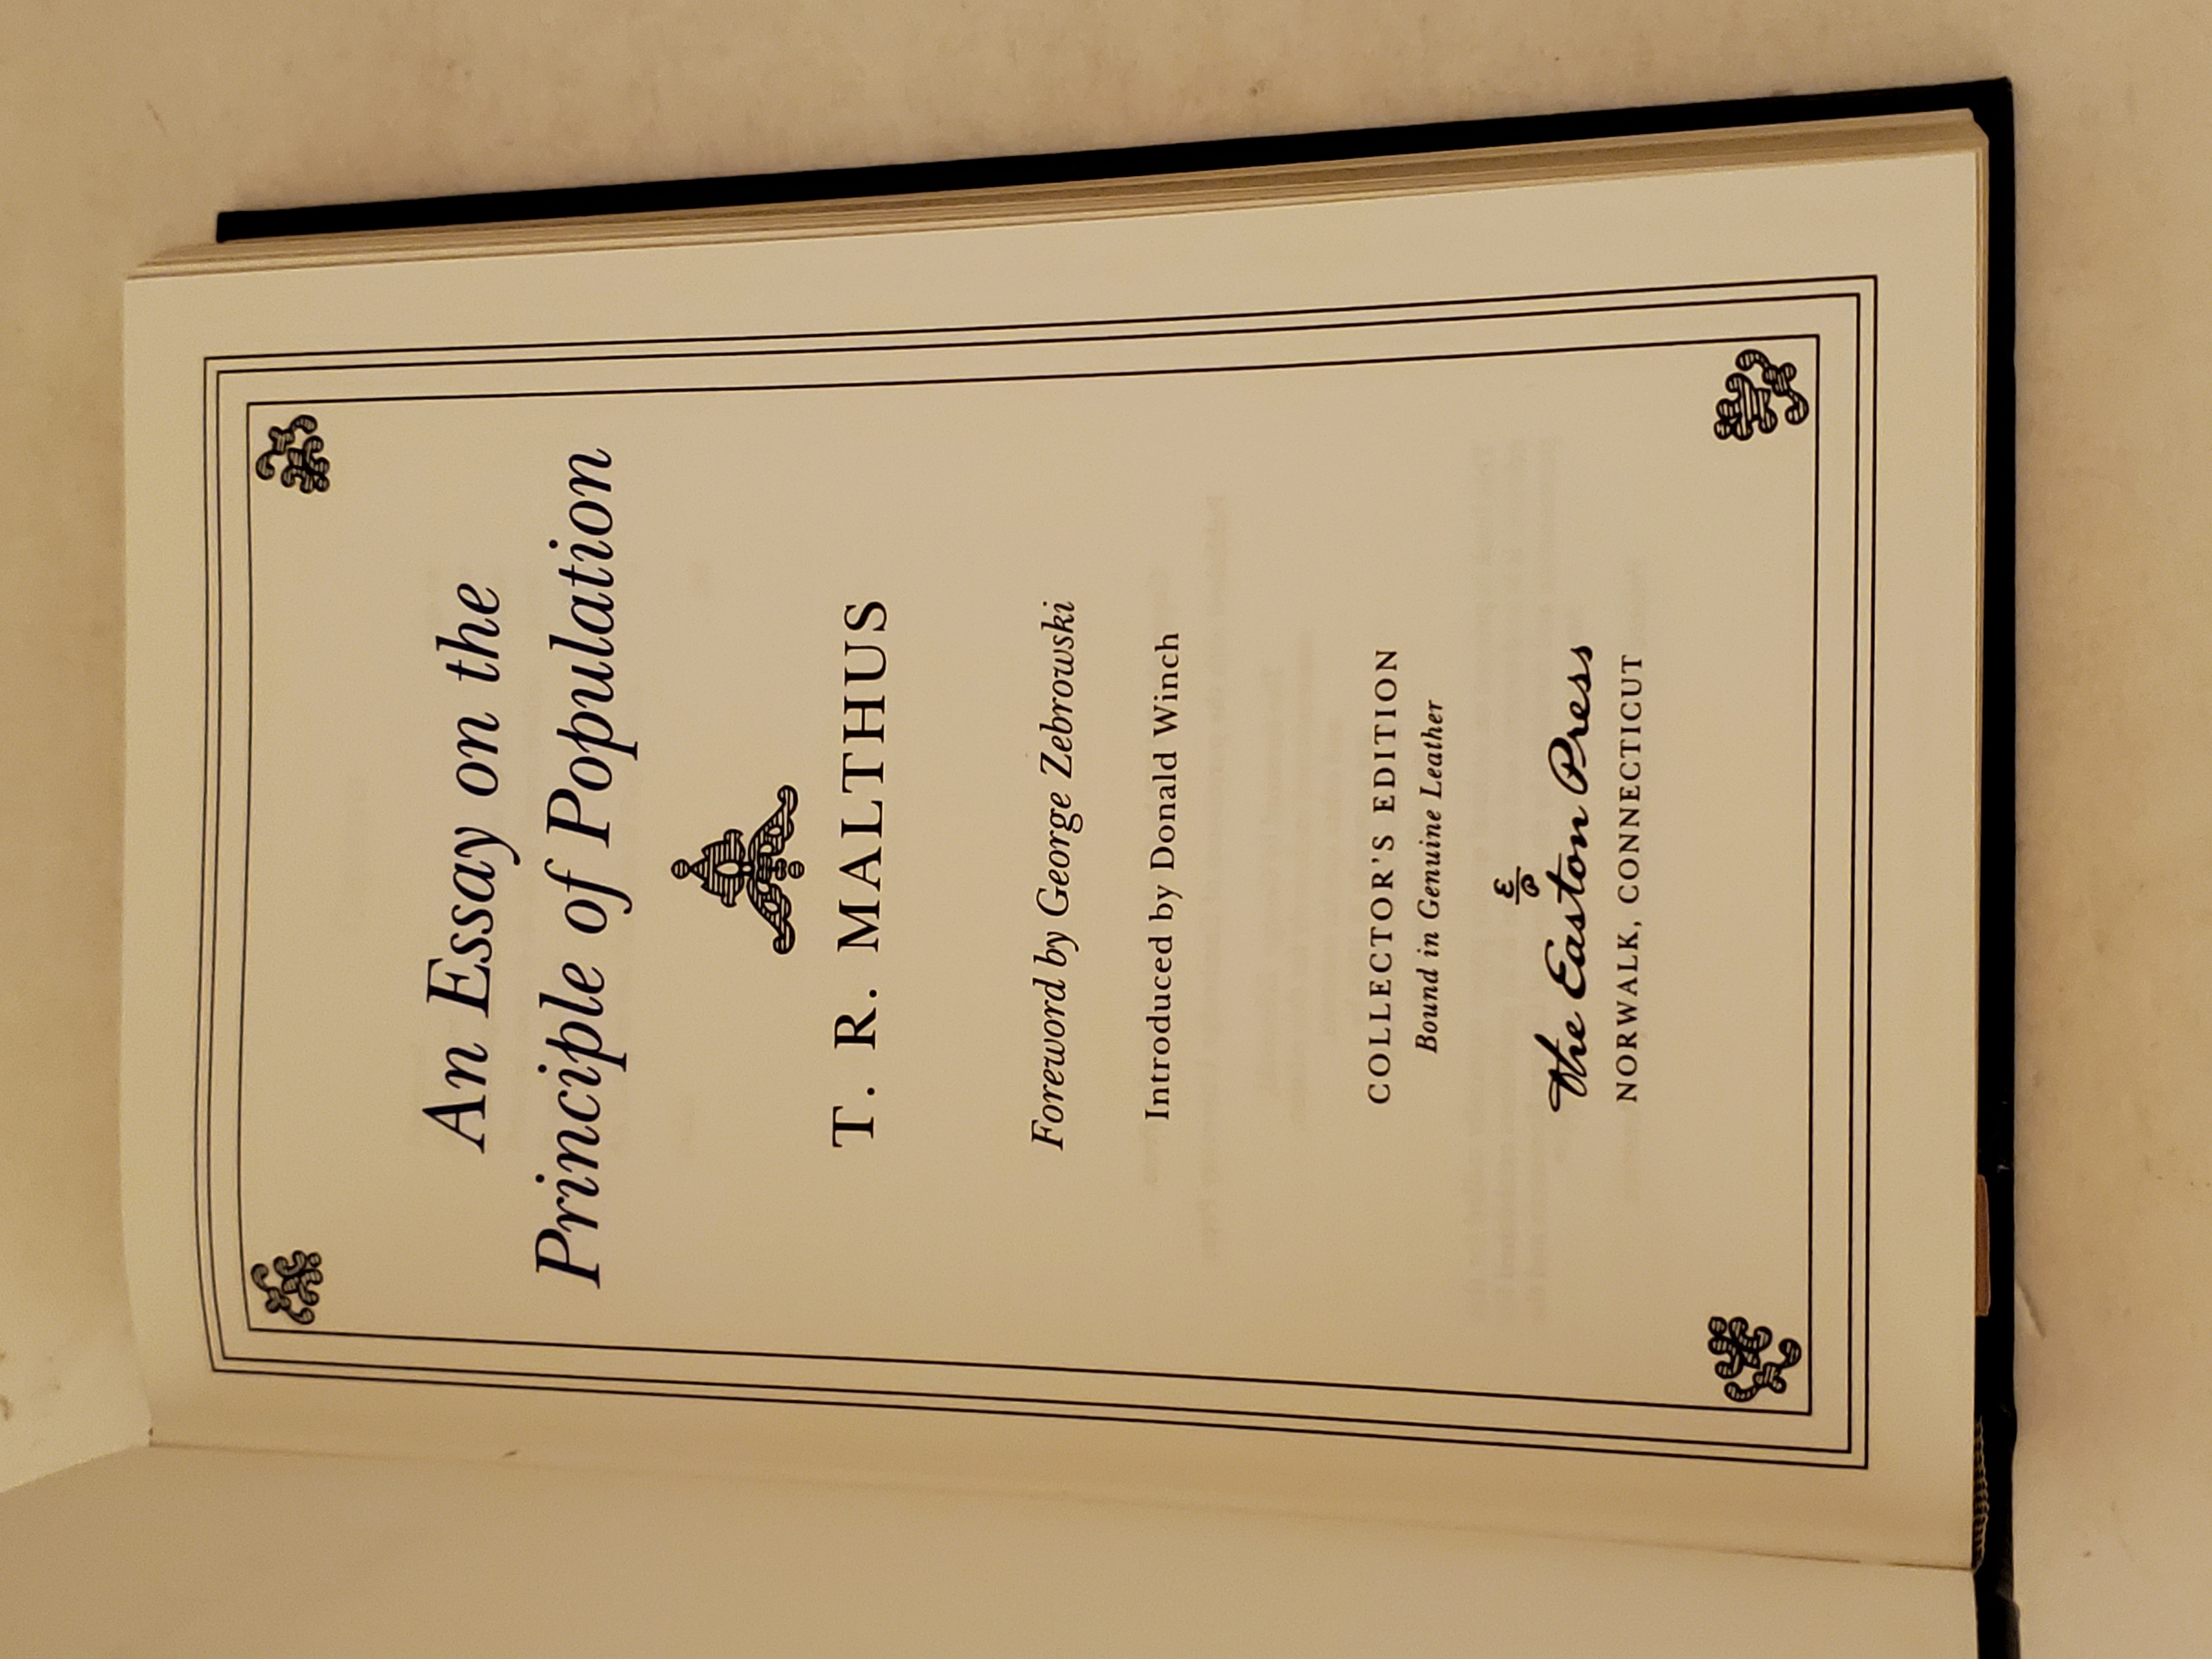 An Essay on the
Principle of Population
T. R. MALTHUS
Foreword by George Zebrowski
Introduced by Donald Winch
COLLECTOR'S EDITION
Bound in Genuine Leather
The Easton Press
NORWALK, CONNECTICUT